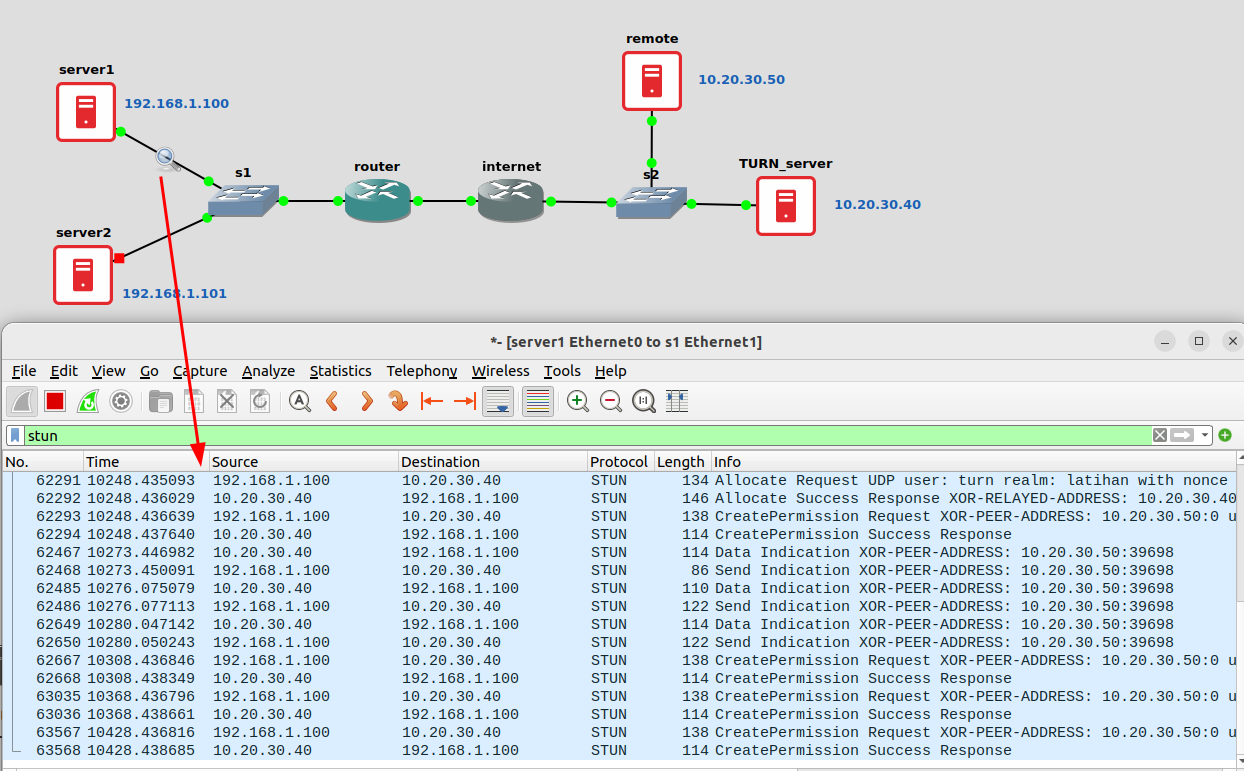 remote
server1
10.20.30.50
192.168.1.100
s1
router
internet
TURN_server
s2
10.20.30.40
server2
192.168.1.101
*- [server1 Ethernet0 to s1 Ethernet1]
File Edit View Go Capture Analyze Statistics Telephony Wireless Tools Help
stun
No. Time Source Destination Protocol Length Info
62291 10248.435093 192.168.1.100 10.20.30.40 STUN 134 Allocate Request UDP user: turn realm: latihan with nonce
62292 10248.436029 10.20.30.40 192.168.1.100 STUN 146 Allocate Success Response XOR-RELAYED-ADDRESS: 10.20.30.40
62293 10248.436639 192.168.1.100 10.20.30.40 STUN 138 CreatePermission Request XOR-PEER-ADDRESS: 10.20.30.50:0 u
62294 10248.437640 10.20.30.40 192.168.1.100 STUN 114 CreatePermission Success Response
62467 10273.446982 10.20.30.40 192.168.1.100 STUN 114 Data Indication XOR-PEER-ADDRESS: 10.20.30.50:39698
62468 10273.450091 192.168.1.100 10.20.30.40 STUN 86 Send Indication XOR-PEER-ADDRESS: 10.20.30.50:39698
62485 10276.075079 10.20.30.40 192.168.1.100 STUN 110 Data Indication XOR-PEER-ADDRESS: 10.20.30.50:39698
62486 10276.077113 192.168.1.100 10.20.30.40 STUN 122 Send Indication XOR-PEER-ADDRESS: 10.20.30.50:39698
62649 10280.047142 10.20.30.40 192.168.1.100 STUN 114 Data Indication XOR-PEER-ADDRESS: 10.20.30.50:39698
62650 10280.050243 192.168.1.100 10.20.30.40 STUN 122 Send Indication XOR-PEER-ADDRESS: 10.20.30.50:39698
62667 10308.436846 192.168.1.100 10.20.30.40 STUN 138 CreatePermission Request XOR-PEER-ADDRESS: 10.20.30.50:0 u
62668 10308.438349 10.20.30.40 192.168.1.100 STUN 114 CreatePermission Success Response
63035 10368.436796 192.168.1.100 10.20.30.40 STUN 138 CreatePermission Request XOR-PEER-ADDRESS: 10.20.30.50:0 u
63036 10368.438661 10.20.30.40 192.168.1.100 STUN 114 CreatePermission Success Response
63567 10428.436816 192.168.1.100 10.20.30.40 STUN 138 CreatePermission Request XOR-PEER-ADDRESS: 10.20.30.50:0 u
63568 10428.438685 10.20.30.40 192.168.1.100 STUN 114 CreatePermission Success Response